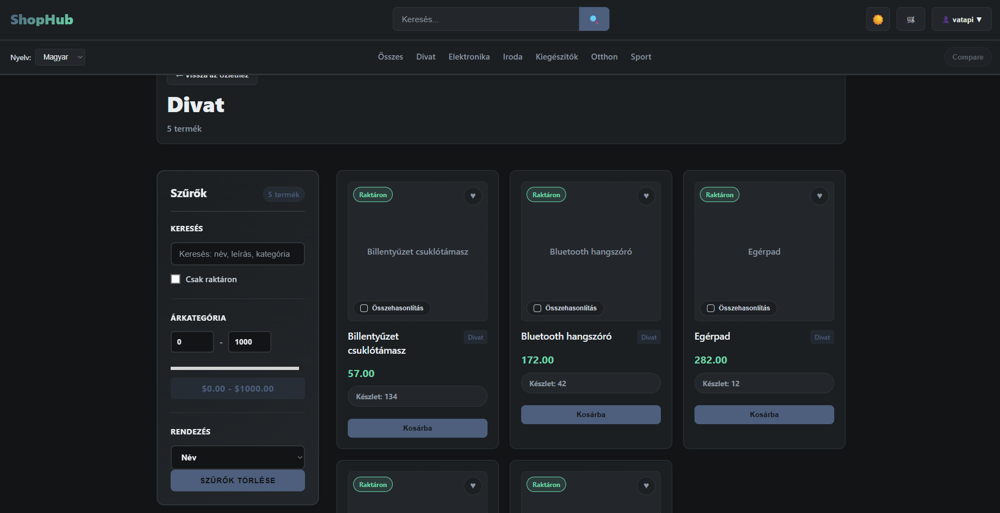 ShopHub
Keresés...
vatapi ▼
Nyelv:
Magyar
Összes
Divat
Elektronika
Iroda
Kiegészítők
Otthon
Sport
Compare
← Vissza az üzlethez
Divat
5 termék
Szűrők
5 termék
KERESÉS
Keresés: név, leírás, kategória
Csak raktáron
ÁRKATEGÓRIA
0 - 1000
$0.00 - $1000.00
RENDEZÉS
Név
SZŰRŐK TÖRLÉSE
Raktáron
Billentyűzet csuklótámasz
Összehasonlítás
Billentyűzet
csuklótámasz
Divat
57.00
Készlet: 134
Kosárba
Raktáron
Bluetooth hangszóró
Összehasonlítás
Bluetooth hangszóró
Divat
172.00
Készlet: 42
Kosárba
Raktáron
Egérpad
Összehasonlítás
Egérpad
Divat
282.00
Készlet: 12
Kosárba
Raktáron
Raktáron